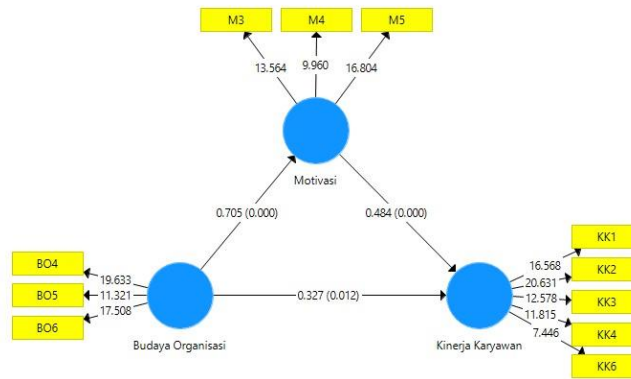 M3
M4
M5
13.564
9.960
16.804
Motivasi
0.705 (0.000)
0.484 (0.000)
BO4
BO5
BO6
19.633
11.321
17.508
Budaya Organisasi
0.327 (0.012)
Kinerja Karyawan
16.568
20.631
12.578
11.815
7.446
KK1
KK2
KK3
KK4
KK6